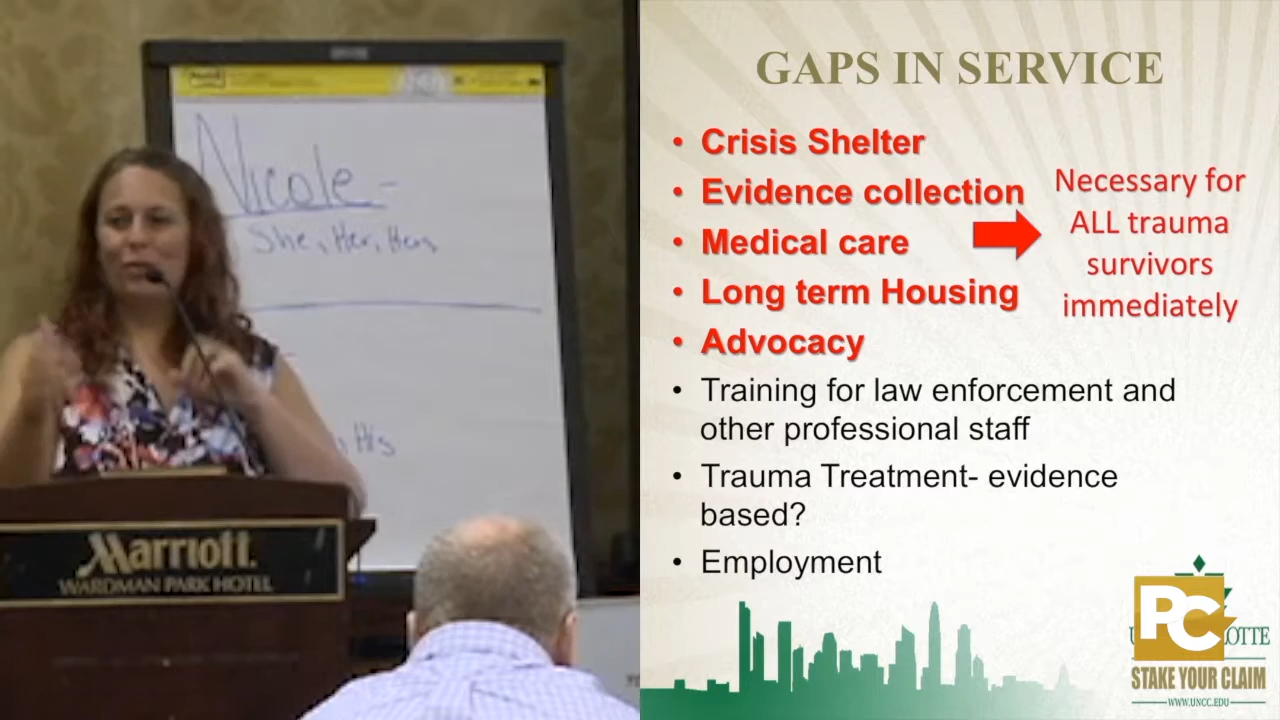 Nicole -
She, Her, Hers
, His
Marriott
WARDMAN PARK HOTEL
GAPS IN SERVICE
• Crisis Shelter
• Evidence collection
• Medical care
• Long term Housing
• Advocacy
Necessary for
ALL trauma
survivors
immediately
• Training for law enforcement and
other professional staff
• Trauma Treatment- evidence
based?
• Employment
PC
OTTE
STAKE YOUR CLAIM
WWW.UNCC.EDU